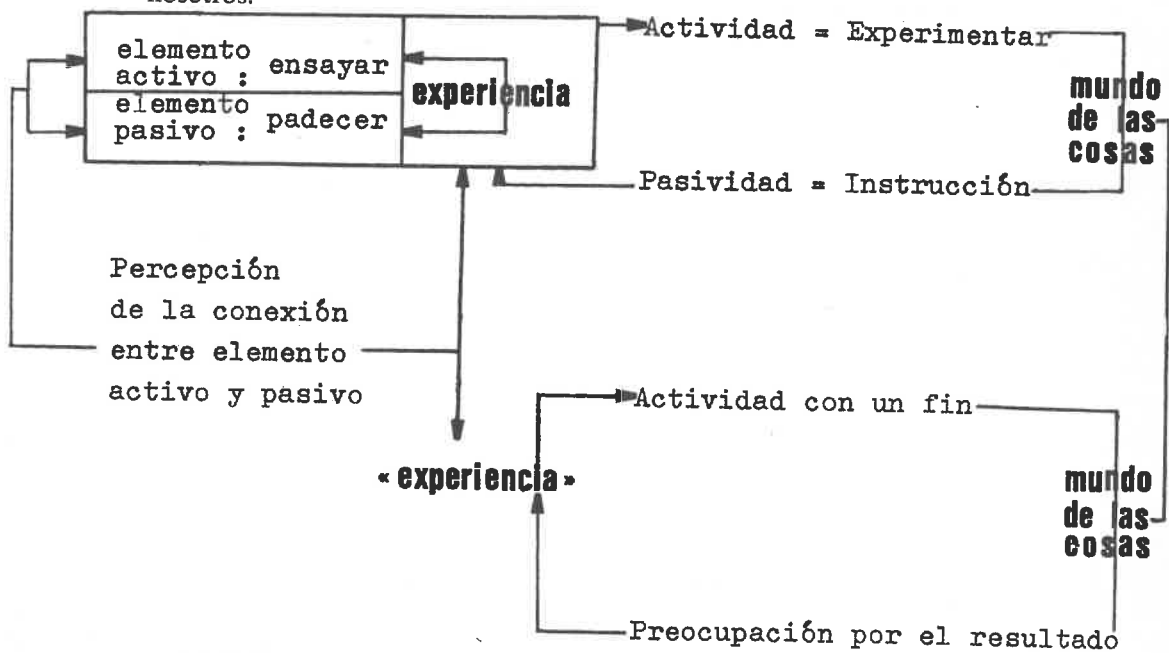 nosotros.
elemento
activo : ensayar
elemento
pasivo : padecer
experiencia
Actividad = Experimentar
mundo
de las
cosas
Pasividad = Instrucción
Percepción
de la conexión
entre elemento
activo y pasivo
Actividad con un fin
« experiencia »
mundo
de las
cosas
Preocupación por el resultado